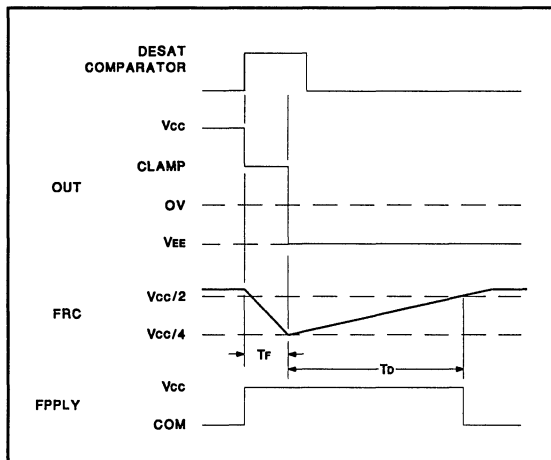 DESAT
COMPARATOR
VCC
CLAMP
OUT
OV
VEE
VCC/2
FRC
VCC/4
TF
TD
VCC
FPPLY
COM